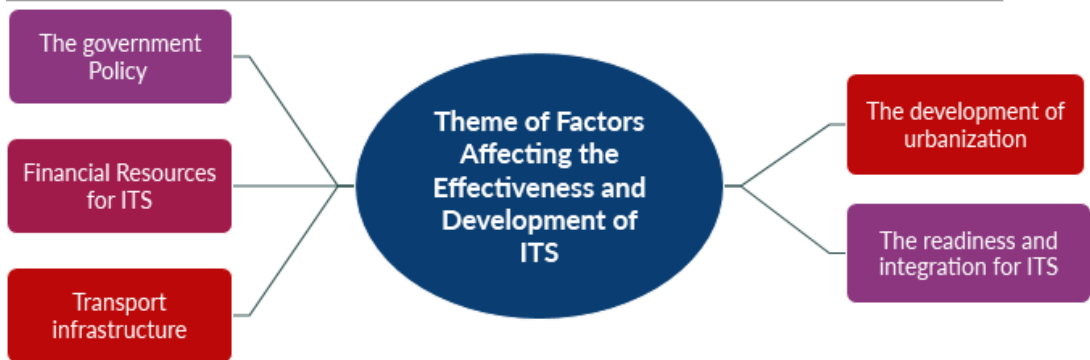 The government
Policy
Financial Resources
for ITS
Transport
infrastructure
Theme of Factors
Affecting the
Effectiveness and
Development of
ITS
The development of
urbanization
The readiness and
integration for ITS